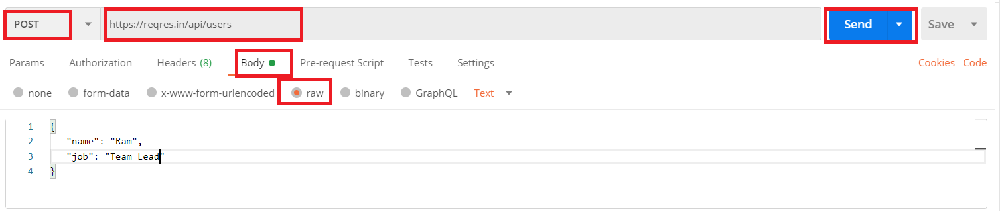 POST https://reqres.in/api/users Send Save
Params Authorization Headers (8) Body Pre-request Script Tests Settings Cookies Code
none form-data x-www-form-urlencoded raw binary GraphQL Text
1 {
2 "name": "Ram",
3 "job": "Team Lead"
4 }